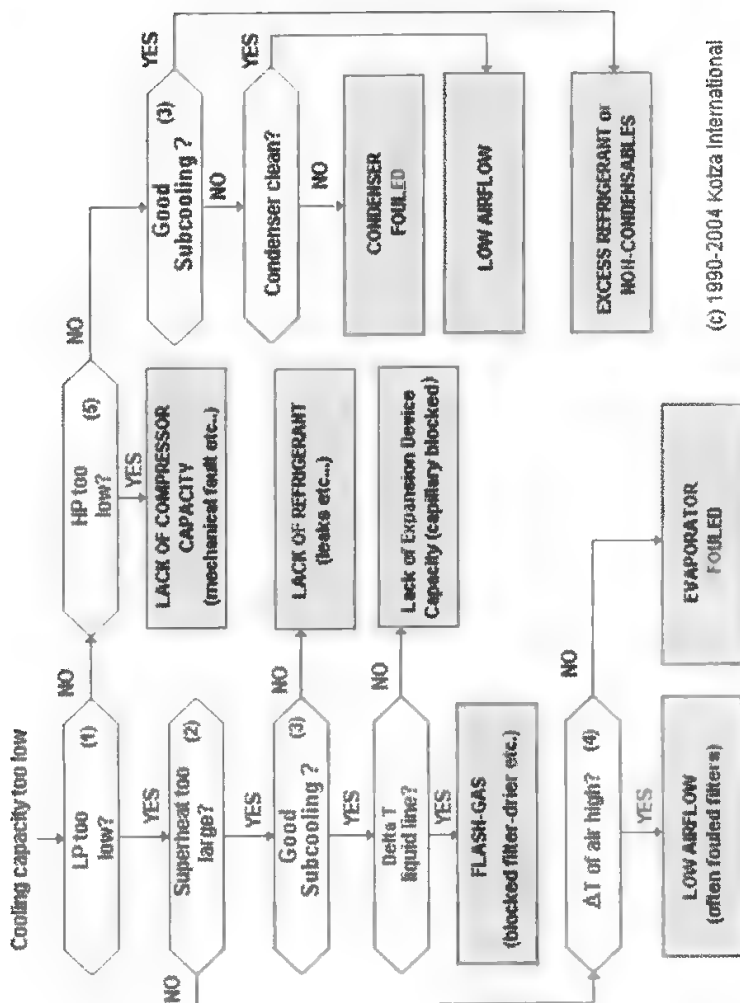 Cooling capacity too low
LP too
low?
(1)
NO
YES
HP too
low?
(5)
NO
YES
LACK OF COMPRESSOR
CAPACITY
(mechanical fault etc..)
Superheat too
large?
(2)
NO
YES
Good
Subcooling ?
(3)
NO
YES
LACK OF REFRIGERANT
(leaks etc...)
Delta T
liquid line?
NO
YES
Lack of Expansion Device
Capacity (capillary blocked)
FLASH-GAS
(blocked filter-drier etc.)
ΔT of air high?
(4)
NO
YES
LOW AIRFLOW
(often fouled filters)
EVAPORATOR
FOULED
Good
Subcooling ?
(3)
YES
NO
Condenser clean?
YES
NO
CONDENSER
FOULED
LOW AIRFLOW
EXCESS REFRIGERANT or
NON-CONDENSABLES
(c) 1990-2004 Kotza International